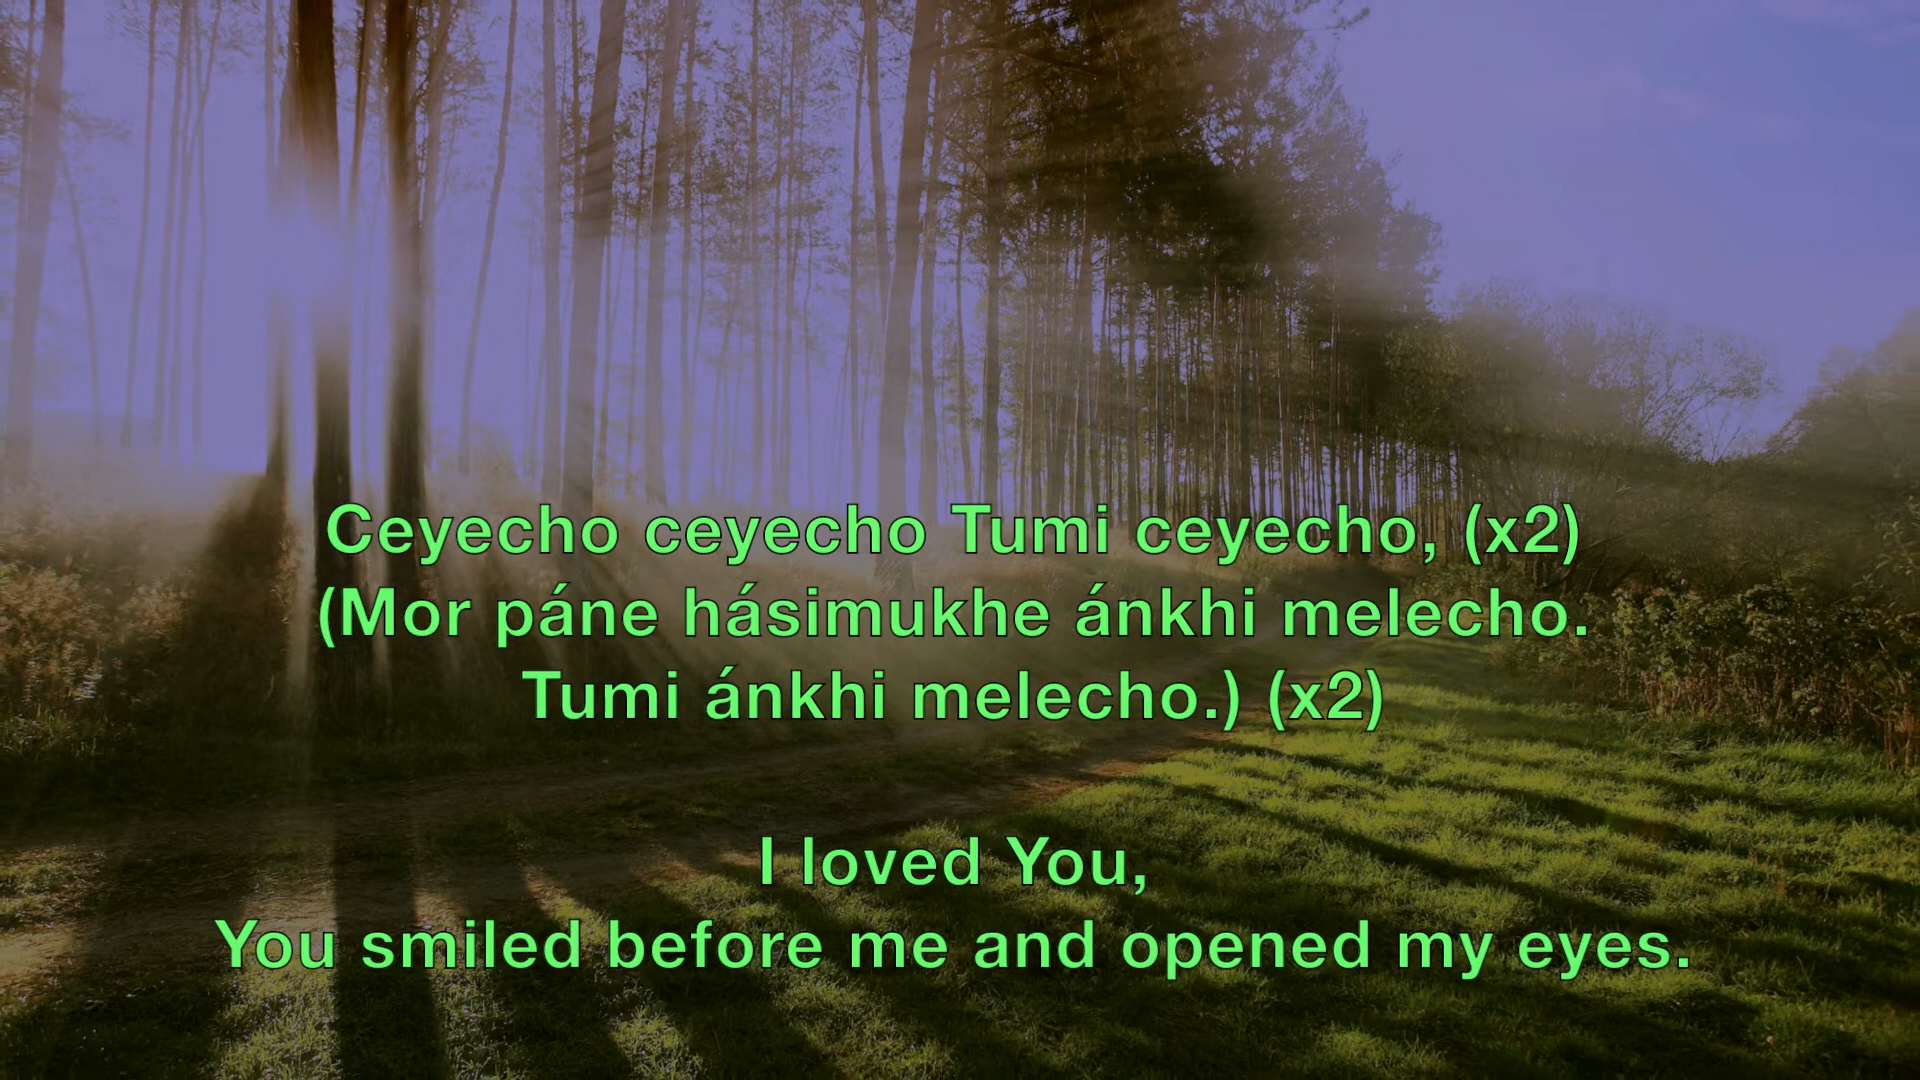 Ceyecho ceyecho Tumi ceyecho, (x2)
(Mor páne hásimukhe ánkhi melecho.
Tumi ánkhi melecho.) (x2)
I loved You,
You smiled before me and opened my eyes.